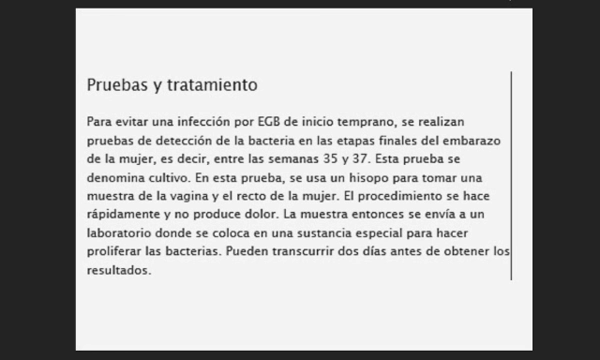 Pruebas y tratamiento
Para evitar una infección por EGB de inicio temprano, se realizan
pruebas de detección de la bacteria en las etapas finales del embarazo
de la mujer, es decir, entre las semanas 35 y 37. Esta prueba se
denomina cultivo. En esta prueba, se usa un hisopo para tomar una
muestra de la vagina y el recto de la mujer. El procedimiento se hace
rápidamente y no produce dolor. La muestra entonces se envía a un
laboratorio donde se coloca en una sustancia especial para hacer
proliferar las bacterias. Pueden transcurrir dos días antes de obtener los
resultados.